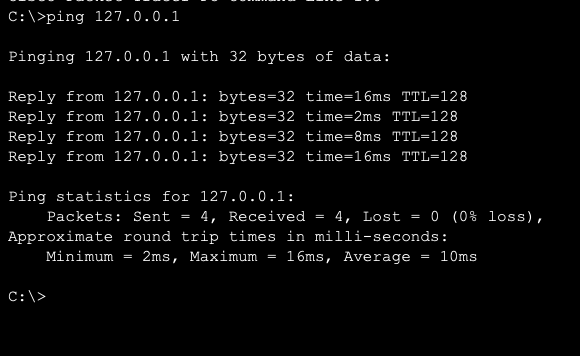 C:\>ping 127.0.0.1
Pinging 127.0.0.1 with 32 bytes of data:
Reply from 127.0.0.1: bytes=32 time=16ms TTL=128
Reply from 127.0.0.1: bytes=32 time=2ms TTL=128
Reply from 127.0.0.1: bytes=32 time=8ms TTL=128
Reply from 127.0.0.1: bytes=32 time=16ms TTL=128
Ping statistics for 127.0.0.1:
    Packets: Sent = 4, Received = 4, Lost = 0 (0% loss),
Approximate round trip times in milli-seconds:
    Minimum = 2ms, Maximum = 16ms, Average = 10ms
C:\>